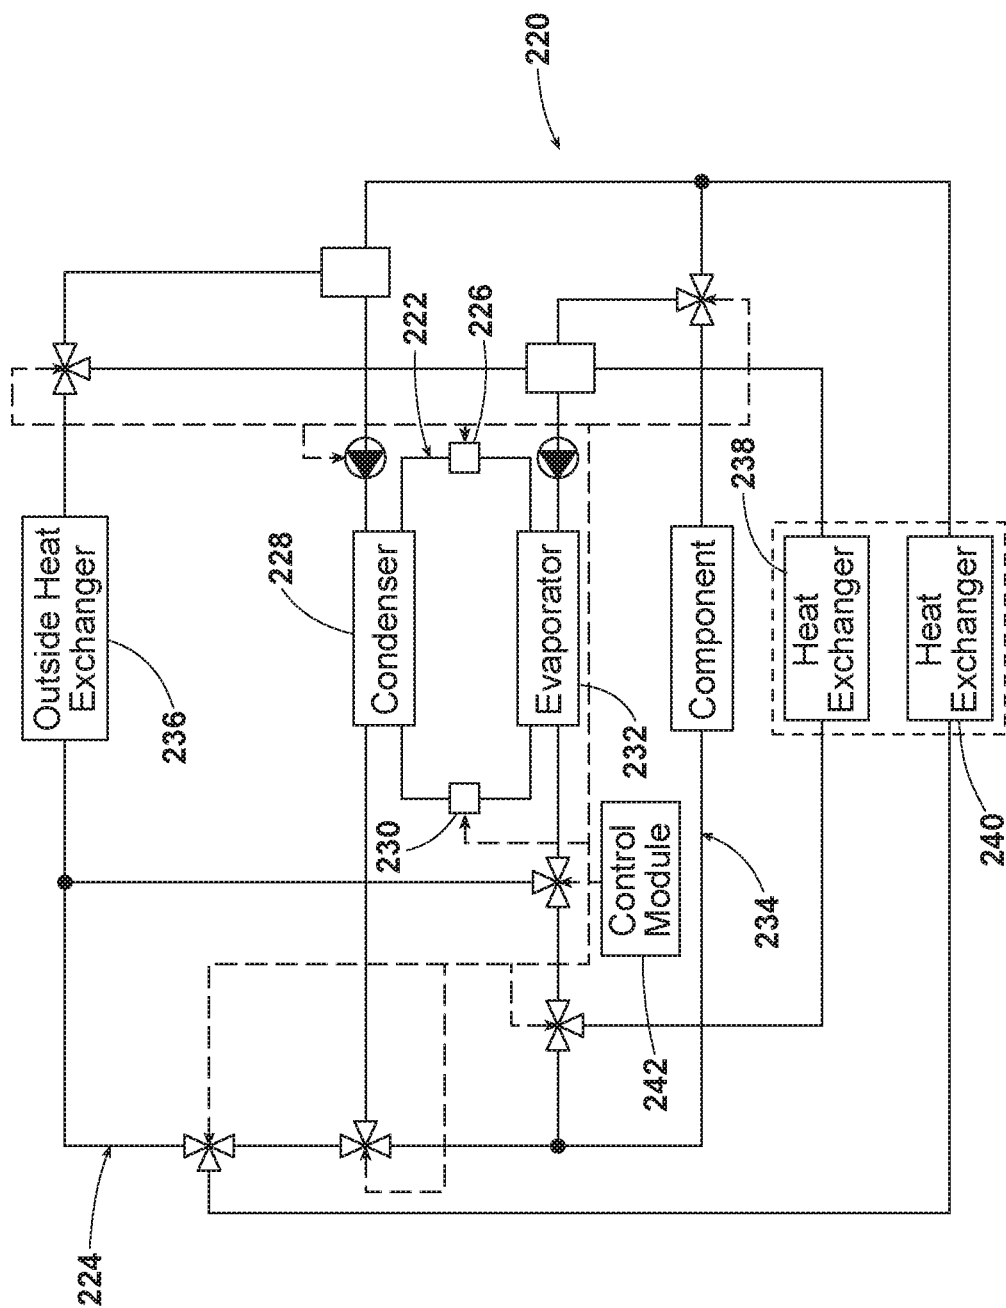 220
Outside Heat
Exchanger
236
222
226
228
Condenser
Evaporator
230
232
Component
238
Heat
Exchanger
Heat
Exchanger
240
234
Control
Module
242
224